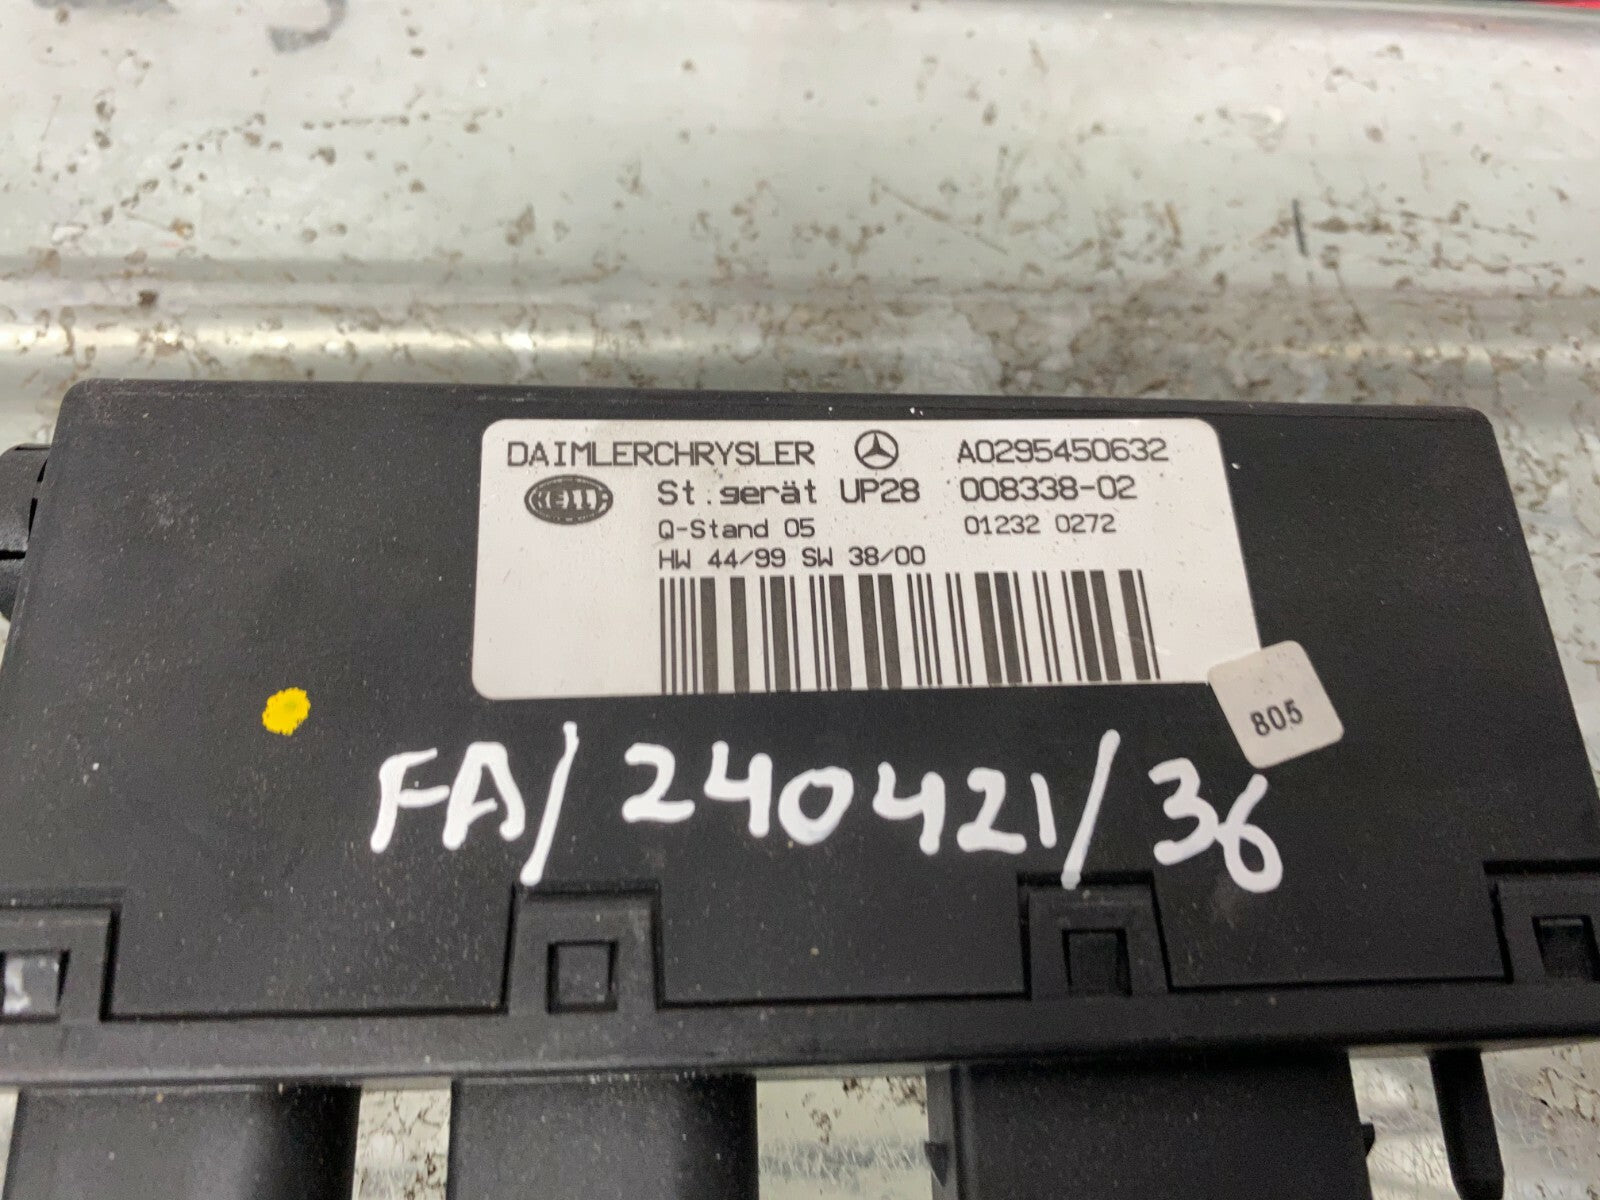 DAIMLERCHRYSLER A0295450632
HELLA St.gerät UP28 008338-02
Q-Stand 05 01232 0272
HW 44/99 SW 38/00
805
FA/240421/36